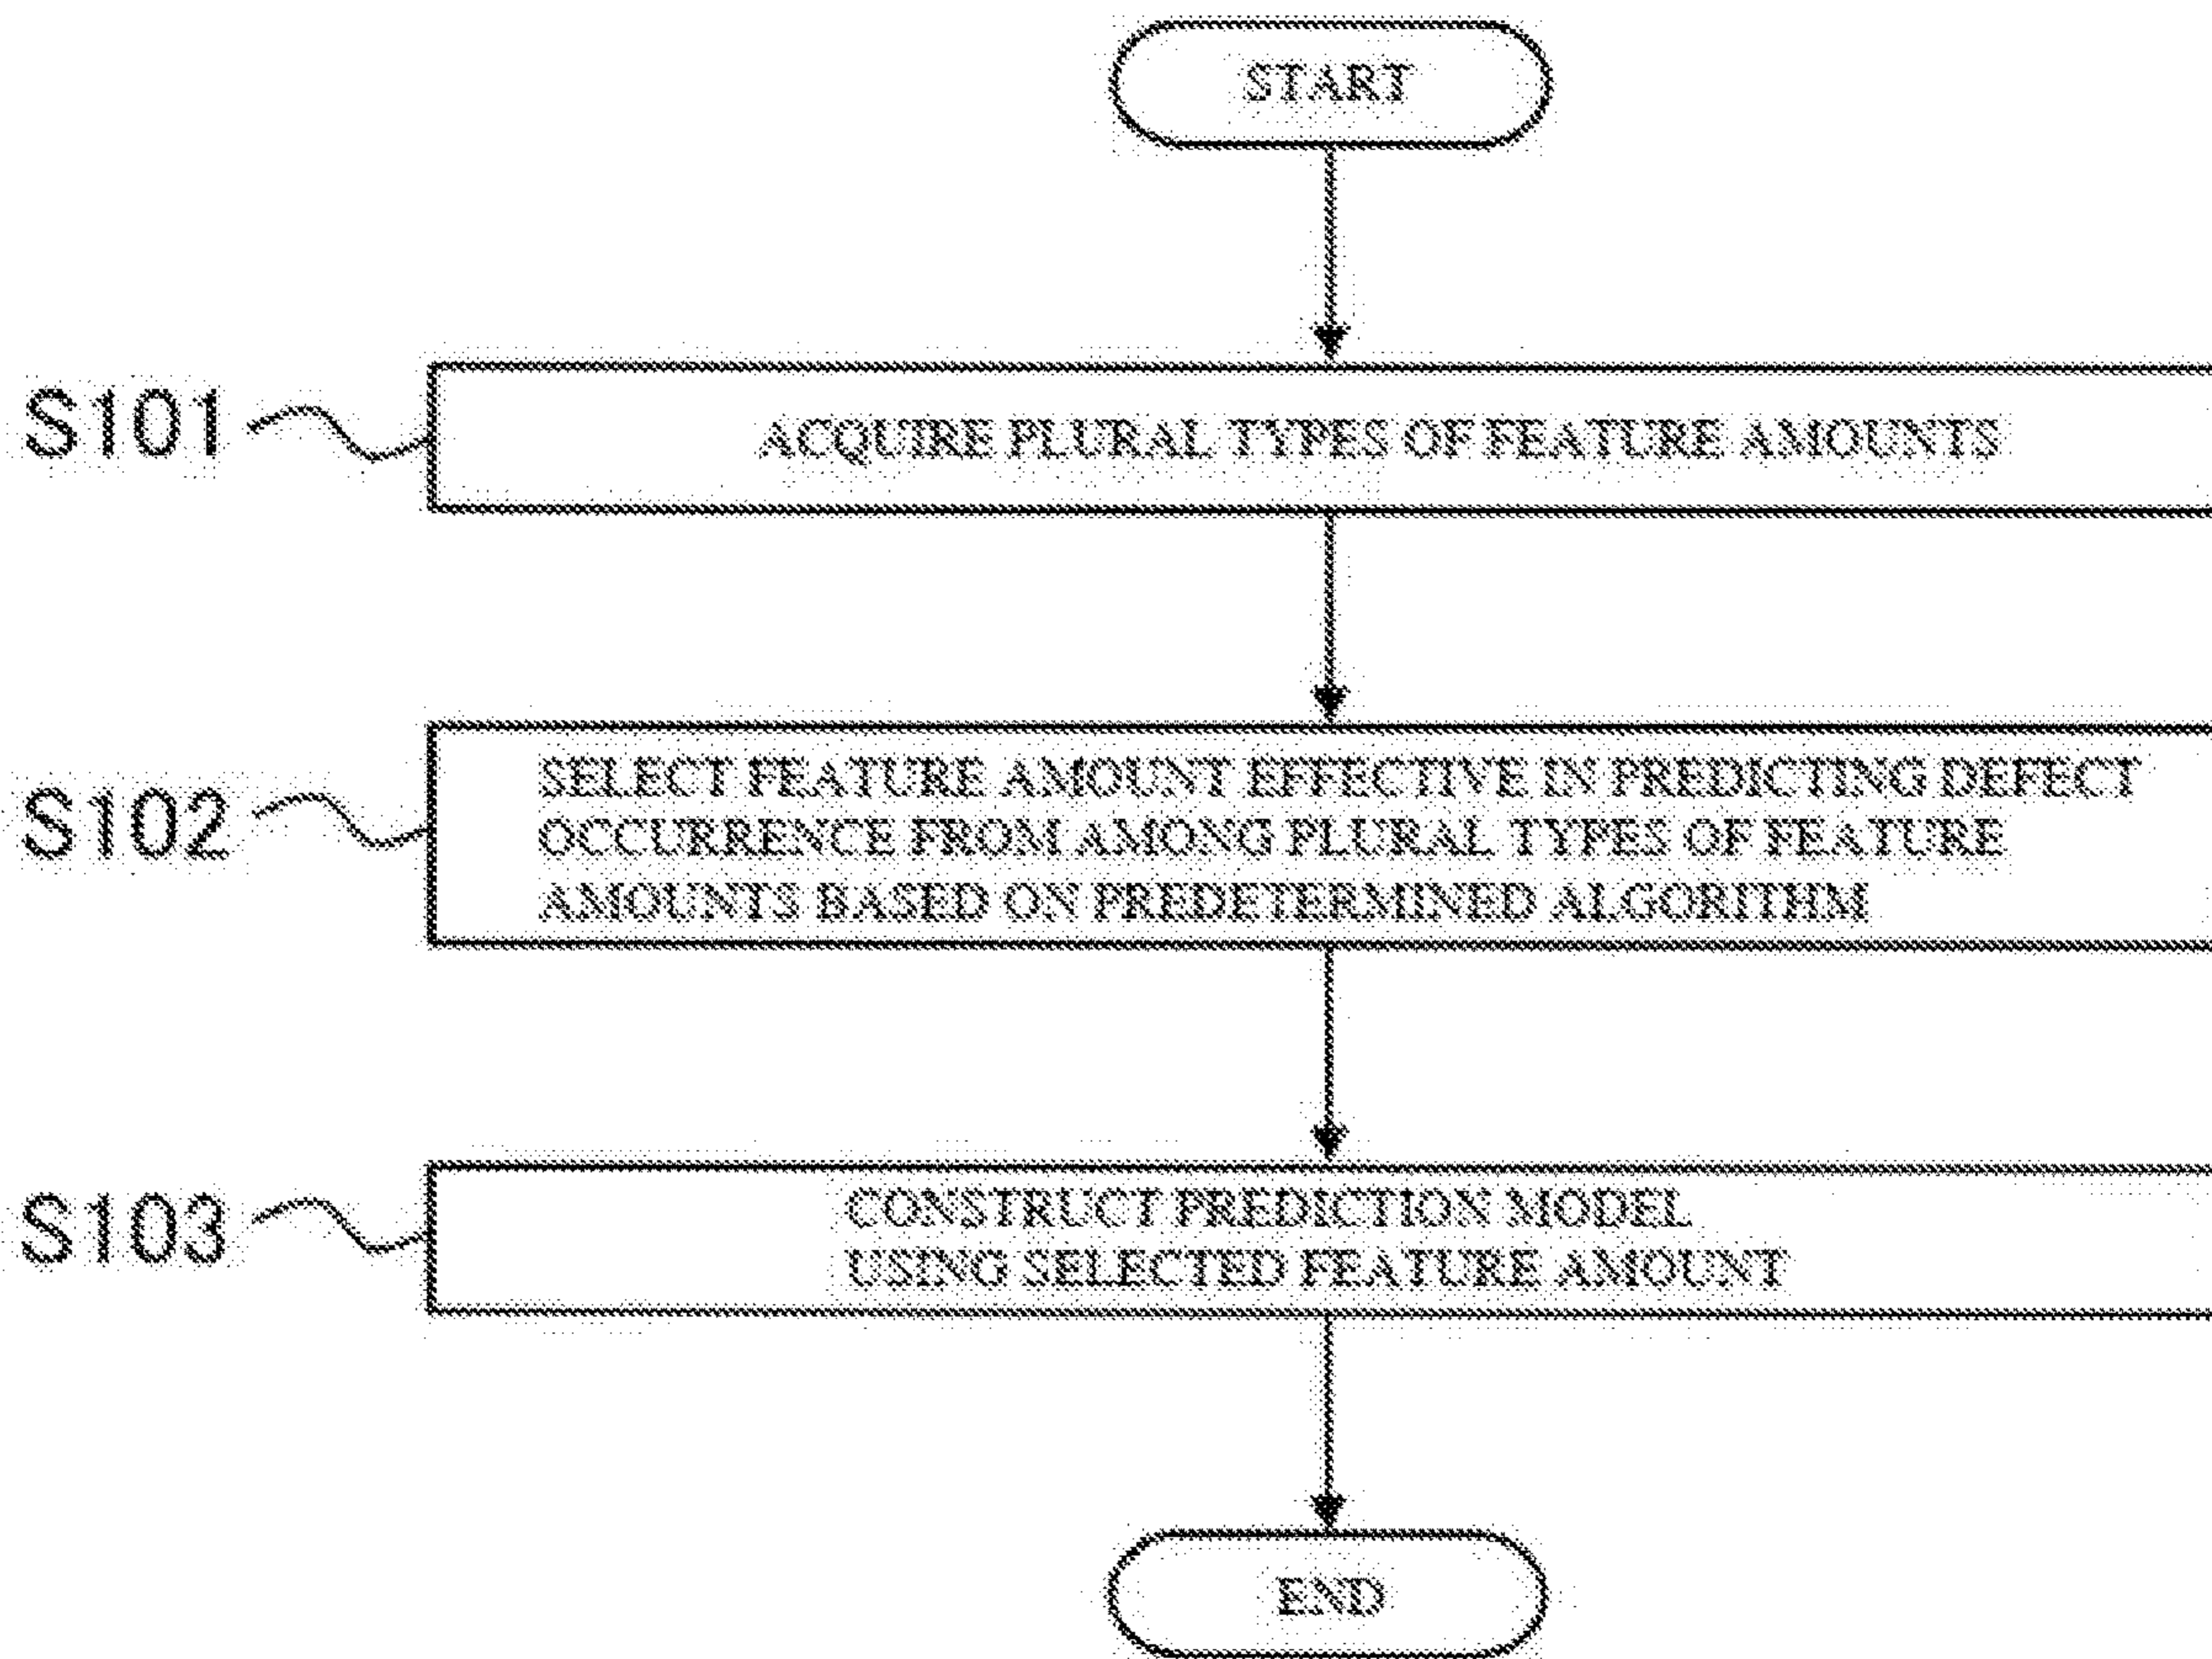 START
S101
ACQUIRE PLURAL TYPES OF FEATURE AMOUNTS
S102
SELECT FEATURE AMOUNT EFFECTIVE IN PREDICTING DEFECT
OCCURRENCE FROM AMONG PLURAL TYPES OF FEATURE
AMOUNTS BASED ON PREDETERMINED ALGORITHM
S103
CONSTRUCT PREDICTION MODEL
USING SELECTED FEATURE AMOUNT
END